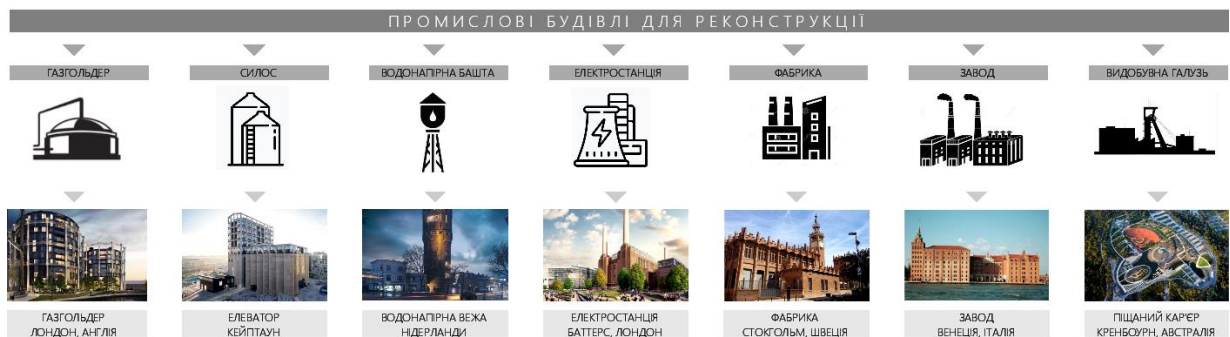 ПРОМИСЛОВІ БУДІВЛІ ДЛЯ РЕКОНСТРУКЦІЇ
ГАЗГОЛЬДЕР
СИЛОС
ВОДОНАПІРНА БАШТА
ЕЛЕКТРОСТАНЦІЯ
ФАБРИКА
ЗАВОД
ВИДОБУВНА ГАЛУЗЬ
ГАЗГОЛЬДЕР
ЛОНДОН, АНГЛІЯ
ЕЛЕВАТОР
КЕЙПТАУН
ВОДОНАПІРНА ВЕЖА
НІДЕРЛАНДИ
ЕЛЕКТРОСТАНЦІЯ
БАТТЕРС, ЛОНДОН
ФАБРИКА
СТОКГОЛЬМ, ШВЕЦІЯ
ЗАВОД
ВЕНЕЦІЯ, ІТАЛІЯ
ПІЩАНИЙ КАР'ЄР
КРЕНБОУРН, АВСТРАЛІЯ